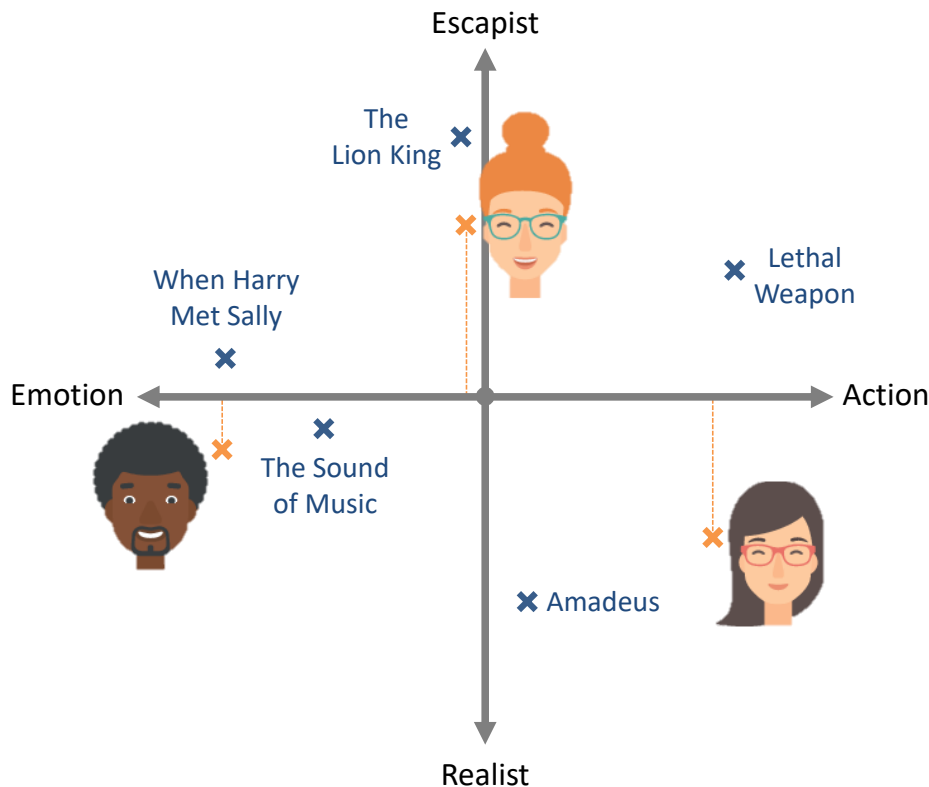 Escapist
The
Lion King
Lethal
Weapon
When Harry
Met Sally
Emotion
Action
The Sound
of Music
Amadeus
Realist